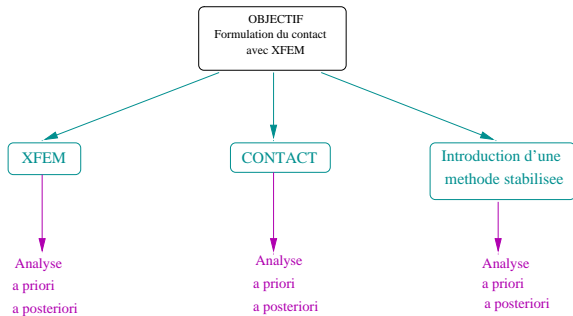 OBJECTIF
Formulation du contact
avec XFEM
XFEM
CONTACT
Introduction d'une
methode stabilisee
Analyse
a priori
a posteriori
Analyse
a priori
a posteriori
Analyse
a priori
a posteriori